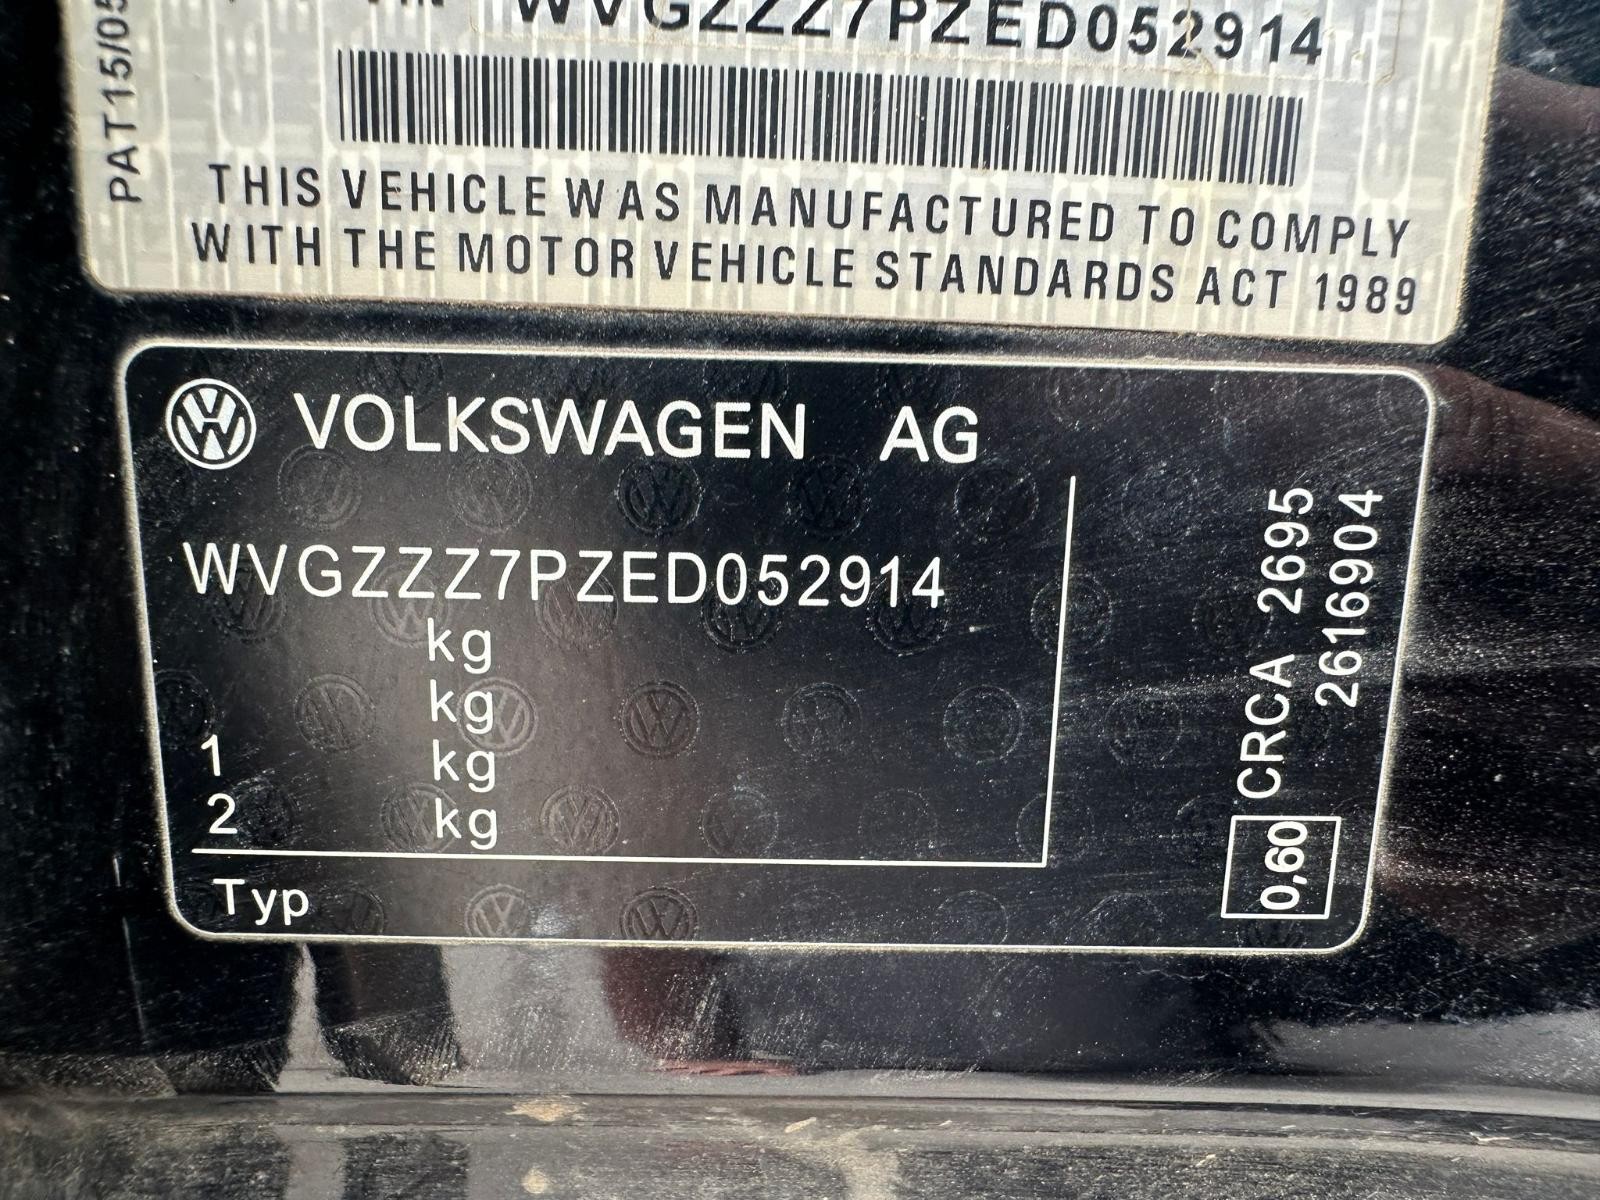 VIN WVGZZZ7PZED052914
PAT15/05
THIS VEHICLE WAS MANUFACTURED TO COMPLY
WITH THE MOTOR VEHICLE STANDARDS ACT 1989
VOLKSWAGEN AG
WVGZZZ7PZED052914
kg
kg
1 kg
2 kg
Typ
0,60 CRCA 2695
2616904